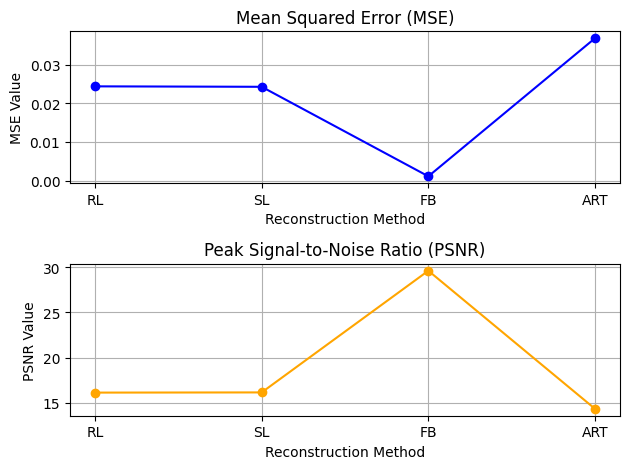 Mean Squared Error (MSE)
MSE Value
0.03
0.02
0.01
0.00
RL SL FB ART
Reconstruction Method
Peak Signal-to-Noise Ratio (PSNR)
PSNR Value
30
25
20
15
RL SL FB ART
Reconstruction Method